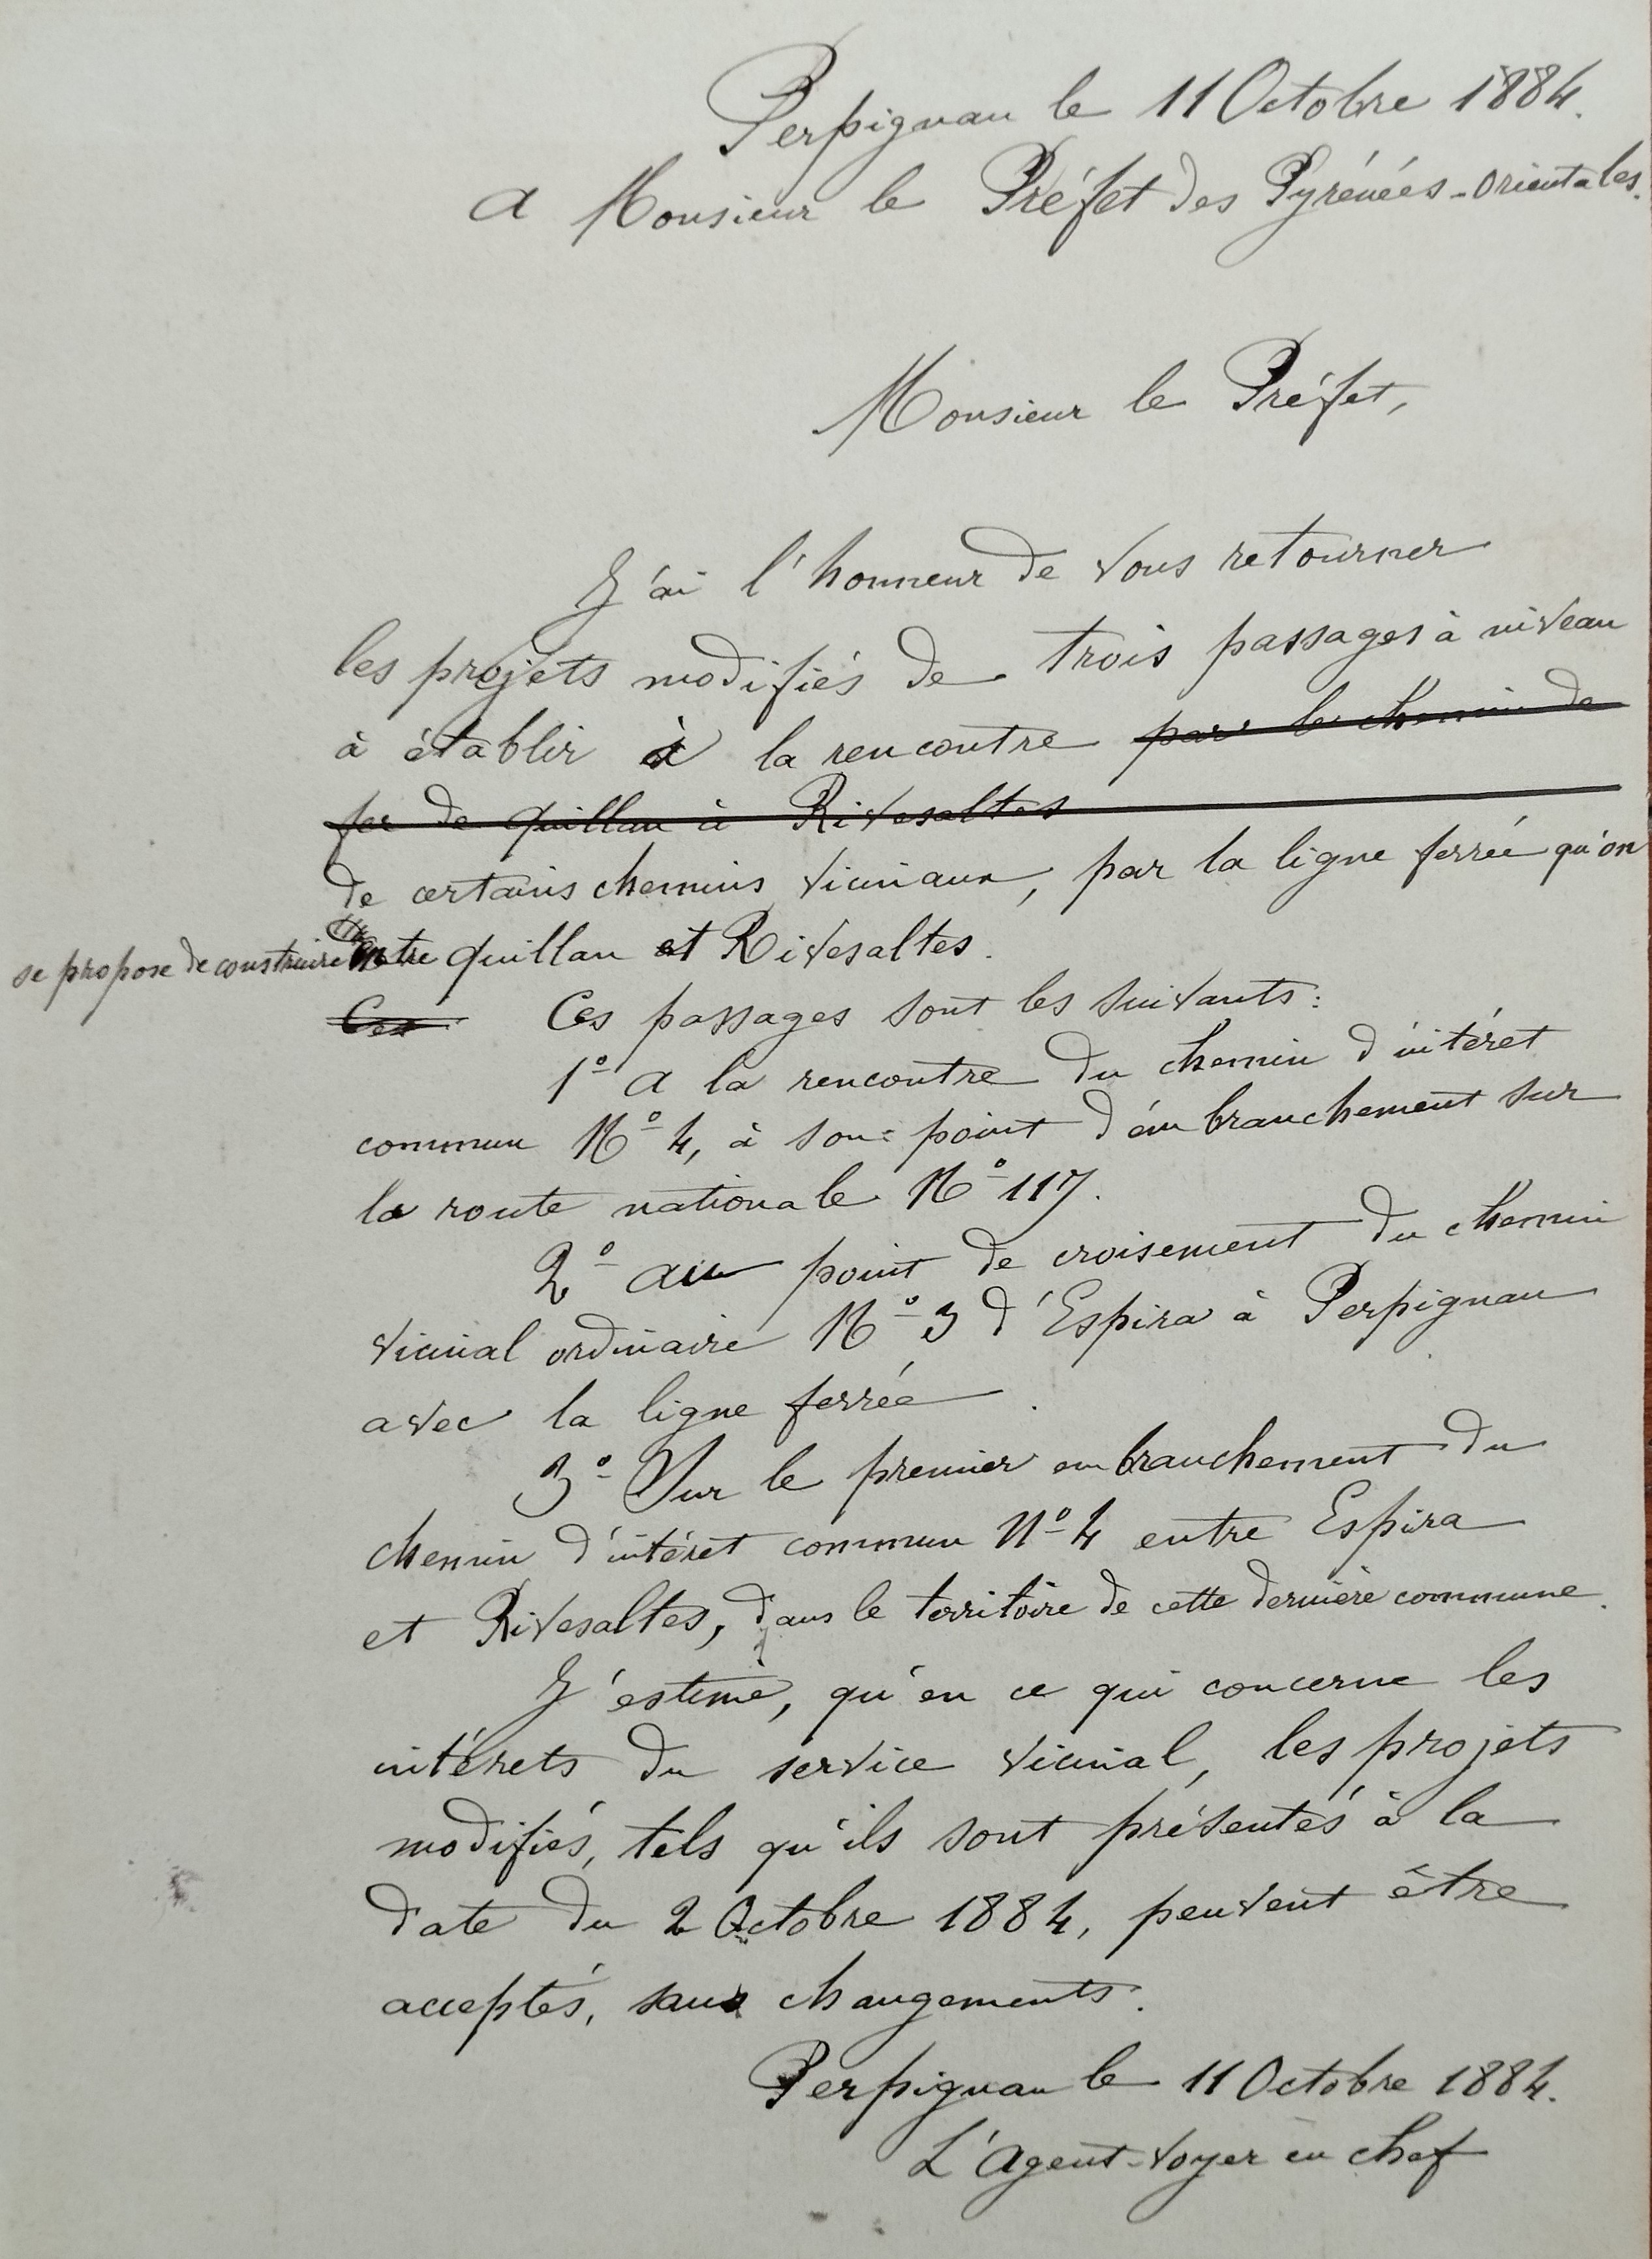 Perpignan le 11 Octobre 1884.
A Monsieur le Préfet des Pyrénées-Orientales.
Monsieur le Préfet,
J'ai l'honneur de vous retourner
les projets modifiés de trois passages à niveau
à établir à la rencontre par le chemin de
fer de Quillan à Rivesaltes
de certains chemins vicinaux, par la ligne ferrée qu'on
se propose de construire entre Quillan et Rivesaltes.
Ces Ces passages sont les suivants:
1° A la rencontre du chemin d'intéret
commun N° 4, à son point d'émbranchement sur
la route nationale N° 117.
2° au point de croisement du chemin
vicinal ordinaire N° 3 d'Espira à Perpignan
avec la ligne ferrée.
3° Sur le premier embranchement du
chemin d'intéret commun N° 4 entre Espira
et Rivesaltes, dans le territoire de cette dernière commune.
J'estime, qu'en ce qui concerne les
intérets du service vicinal, les projets
modifiés, tels qu'ils sont présentés à la
date du 2 Octobre 1884, peuvent être
acceptés, sans changements.
Perpignan le 11 Octobre 1884.
L'Agent-voyer en chef